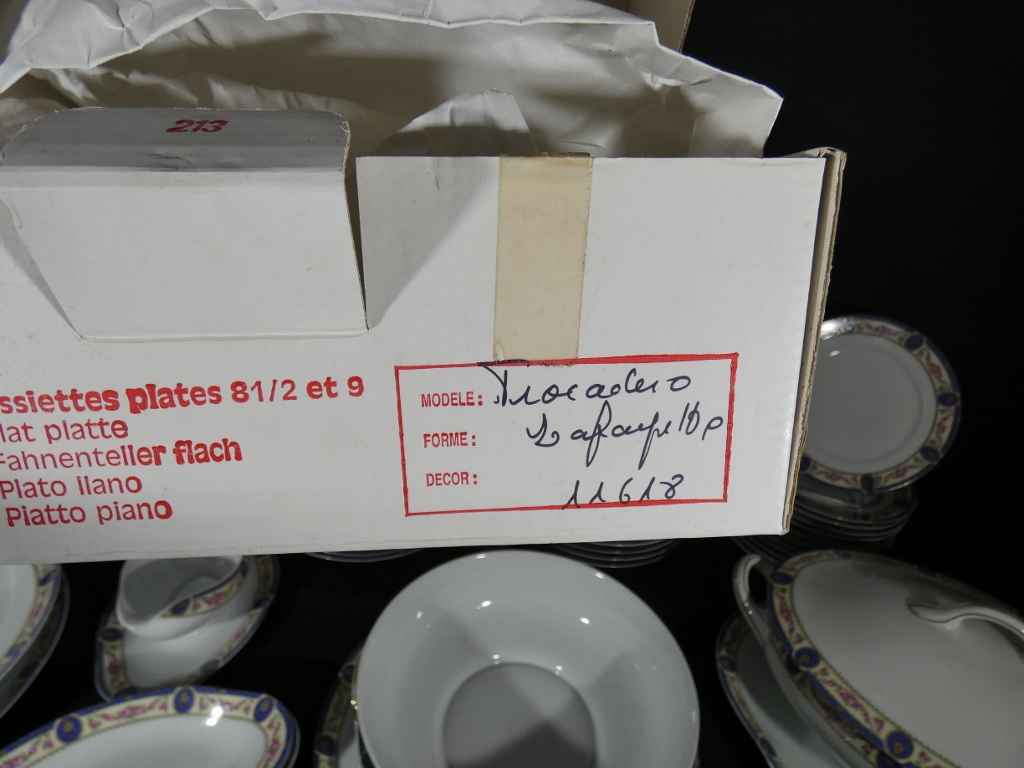 213
ssiettes plates 81/2 et 9
lat platte
Fahnenteller flach
Plato llano
Piatto piano
MODELE: Trocadero
FORME:
DECOR: 11618